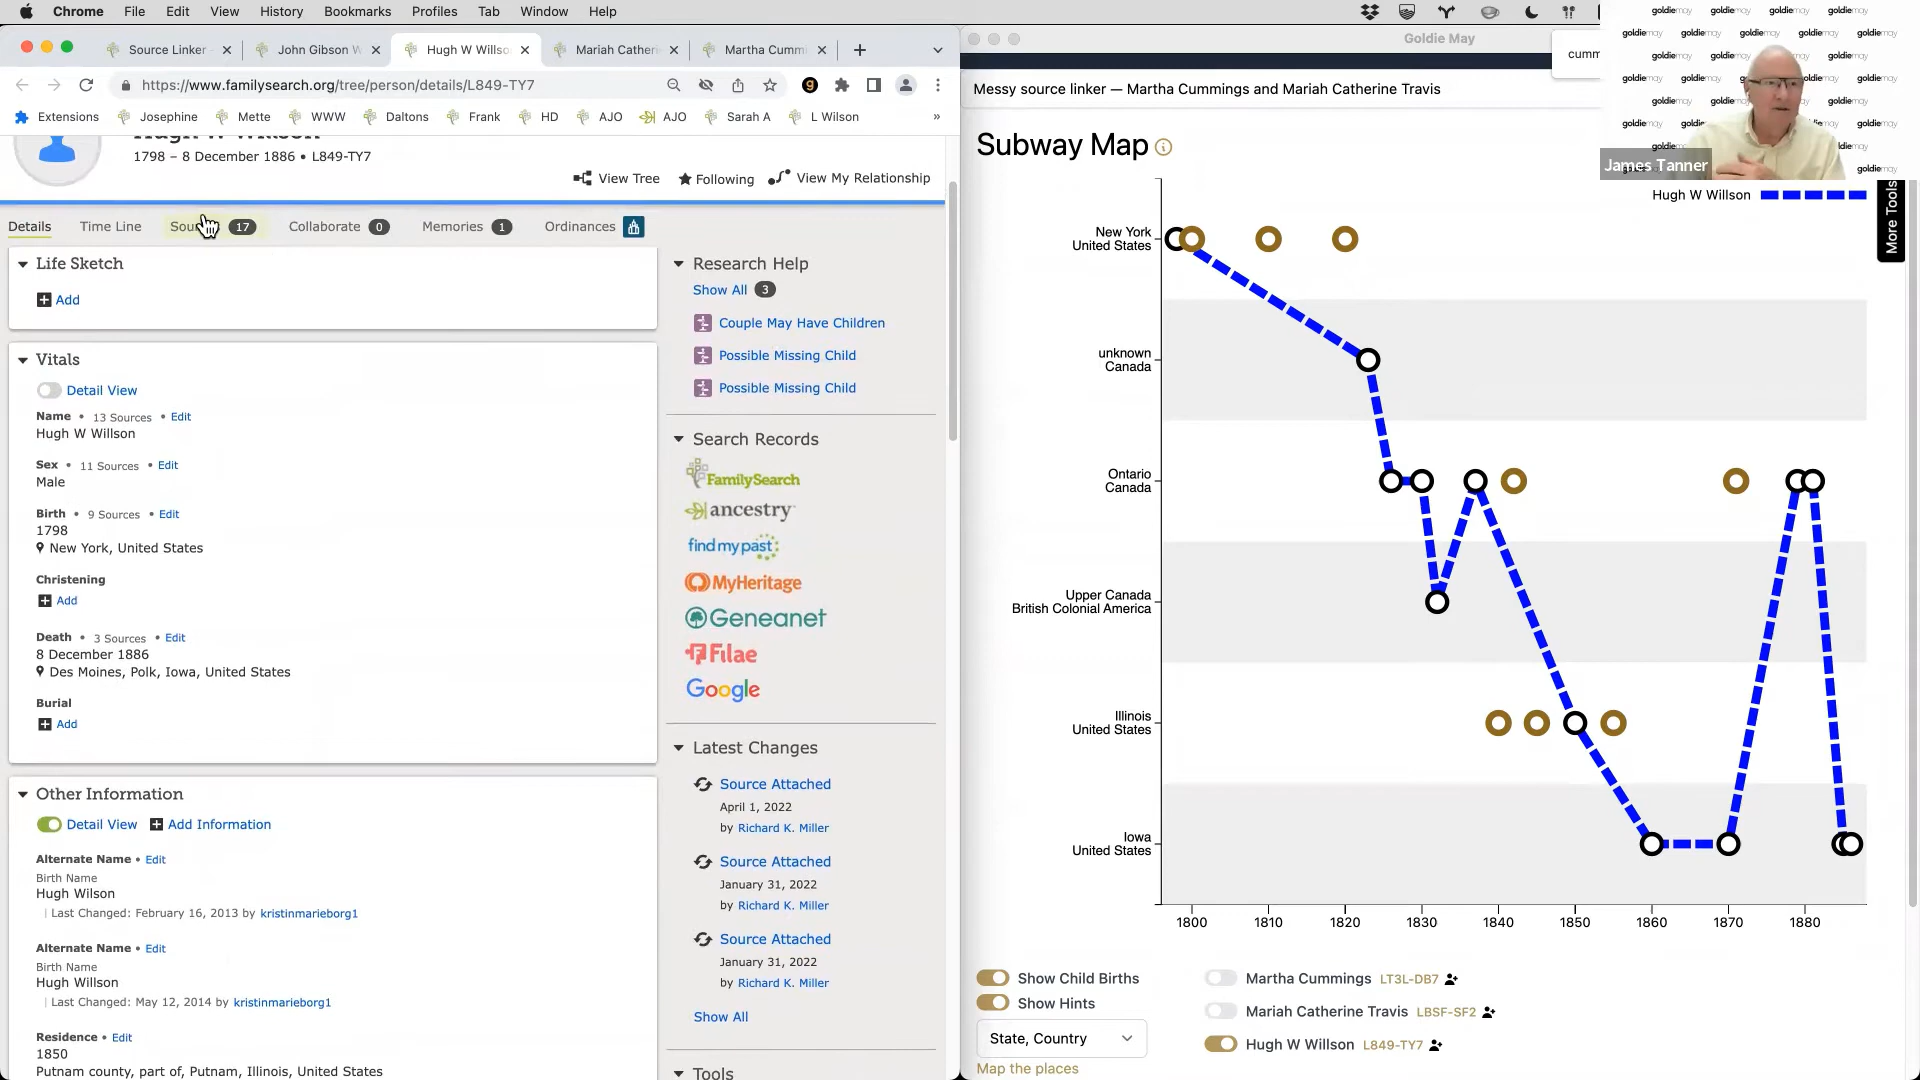 Chrome File Edit View History Bookmarks Profiles Tab Window Help
Source Linker John Gibson W Hugh W Willso Mariah Catheri Martha Cummi
https://www.familysearch.org/tree/person/details/L849-TY7
Extensions Josephine Mette WWW Daltons Frank HD AJO AJO Sarah A L Wilson »
Hugh W Willson
1798 – 8 December 1886 • L849-TY7
View Tree Following View My Relationship
Details Time Line Sou 17 Collaborate 0 Memories 1 Ordinances
Life Sketch
Add
Vitals
Detail View
Name • 13 Sources • Edit
Hugh W Willson
Sex • 11 Sources • Edit
Male
Birth • 9 Sources • Edit
1798
New York, United States
Christening
Add
Death • 3 Sources • Edit
8 December 1886
Des Moines, Polk, Iowa, United States
Burial
Add
Other Information
Detail View Add Information
Alternate Name • Edit
Birth Name
Hugh Wilson
Last Changed: February 16, 2013 by kristinmarieborg1
Alternate Name • Edit
Birth Name
Hugh Willson
Last Changed: May 12, 2014 by kristinmarieborg1
Residence • Edit
1850
Putnam county, part of, Putnam, Illinois, United States
Research Help
Show All 3
Couple May Have Children
Possible Missing Child
Possible Missing Child
Search Records
FamilySearch
ancestry
findmypast
MyHeritage
Geneanet
Filae
Google
Latest Changes
Source Attached
April 1, 2022
by Richard K. Miller
Source Attached
January 31, 2022
by Richard K. Miller
Source Attached
January 31, 2022
by Richard K. Miller
Show All
Tools
Goldie May
cumm
Messy source linker — Martha Cummings and Mariah Catherine Travis
Subway Map
James Tanner
goldiemay goldiemay goldiemay goldiemay
Hugh W Willson
More Tools
New York
United States
unknown
Canada
Ontario
Canada
Upper Canada
British Colonial America
Illinois
United States
Iowa
United States
1800 1810 1820 1830 1840 1850 1860 1870 1880
Show Child Births
Show Hints
State, Country
Map the places
Martha Cummings LT3L-DB7
Mariah Catherine Travis LBSF-SF2
Hugh W Willson L849-TY7